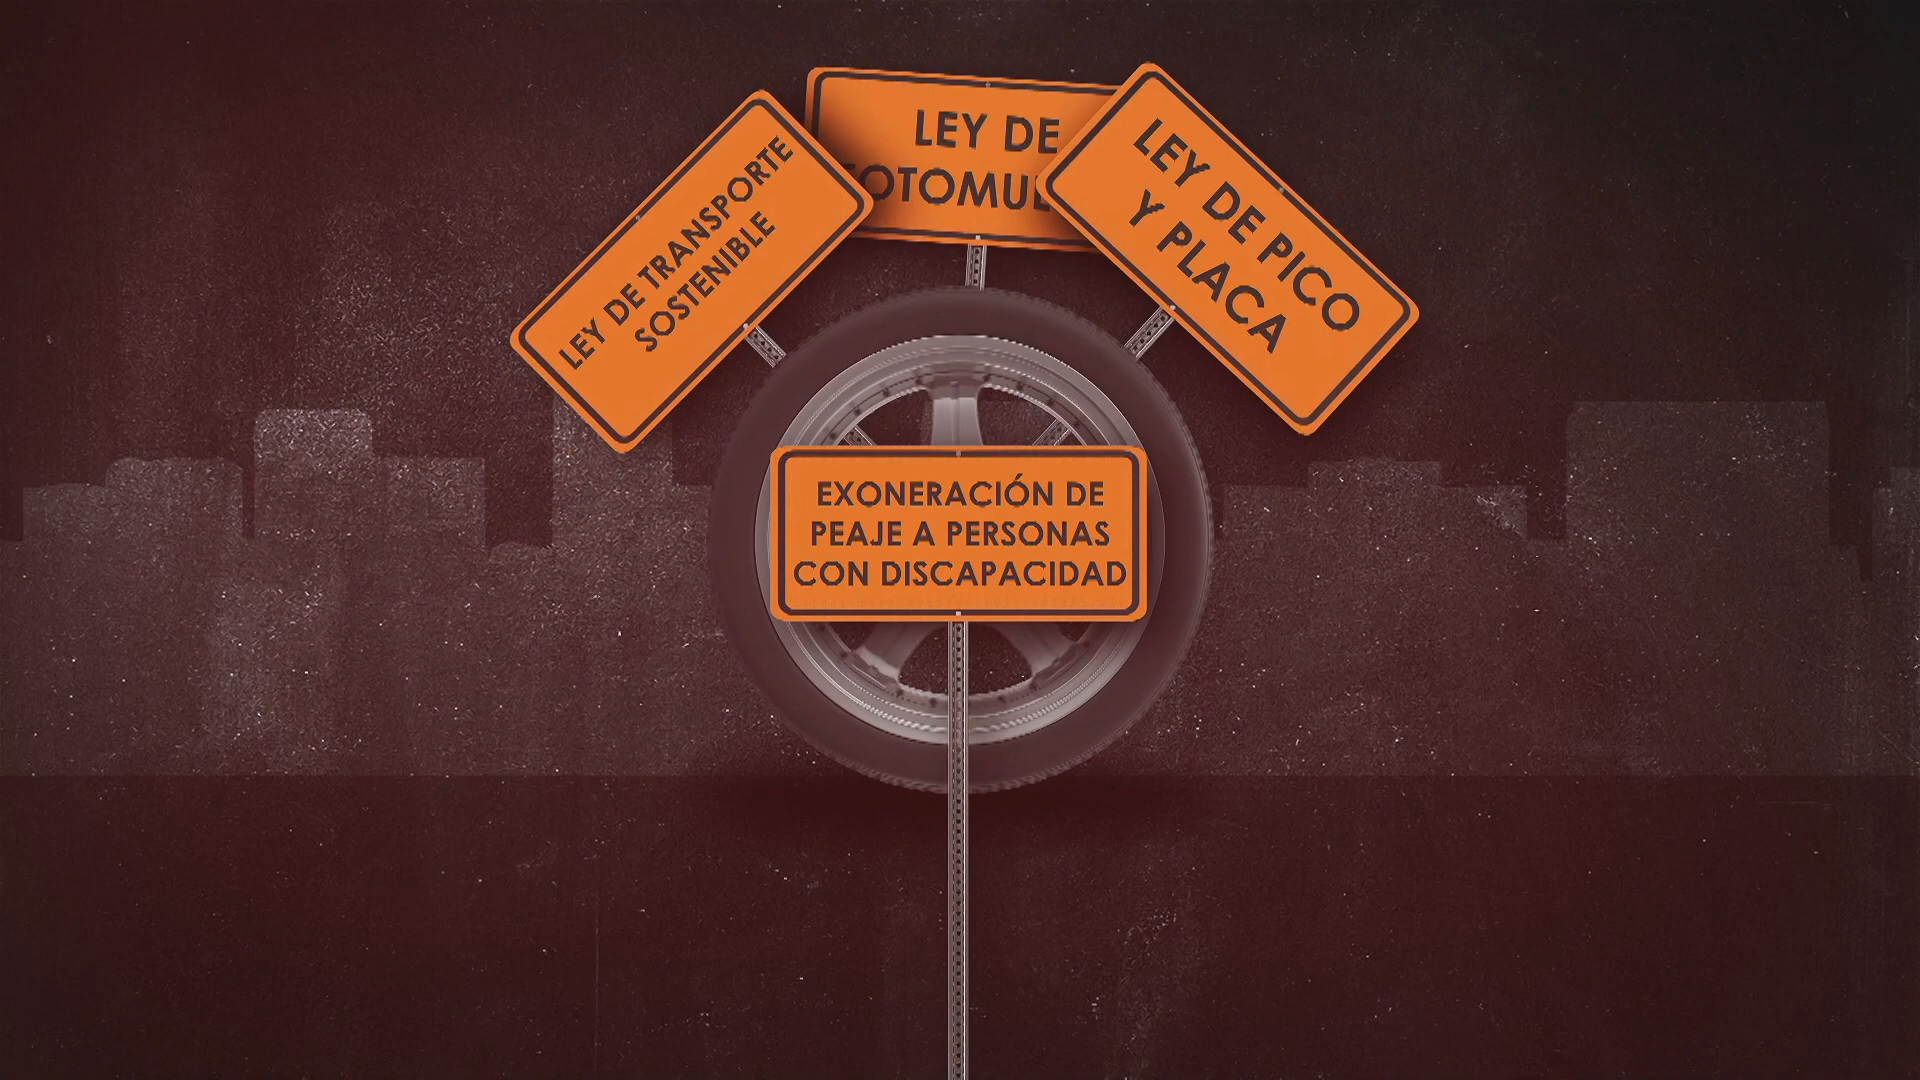 LEY DE TRANSPORTE
SOSTENIBLE
LEY DE
LEY DE PICO
Y PLACA
EXONERACIÓN DE
PEAJE A PERSONAS
CON DISCAPACIDAD